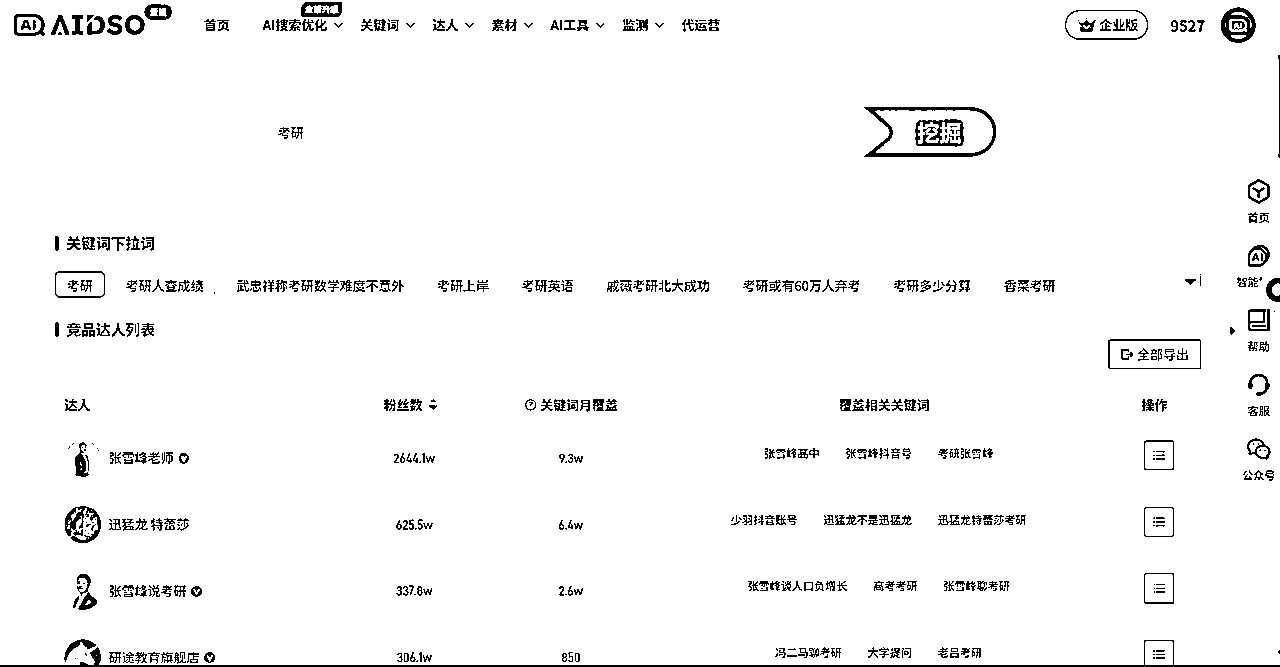 AI AIDSO
首页 AI搜索优化 关键词 达人 素材 AI工具 监测 代运营 企业版 9527
全新升级
考研 挖掘
首页
关键词下拉词
考研 考研人查成绩 武忠祥称考研数学难度不意外 考研上岸 考研英语 戚薇考研北大成功 考研或有60万人弃考 考研多少分算 香菜考研
智能
竞品达人列表
帮助
全部导出
达人 粉丝数 关键词月覆盖 覆盖相关关键词 操作
客服
张雪峰老师 2644.1w 9.3w 张雪峰高中 张雪峰抖音号 考研张雪峰
公众号
迅猛龙 特蕾莎 625.5w 6.4w 少羽抖音账号 迅猛龙不是迅猛龙 迅猛龙特蕾莎考研
张雪峰说考研 337.8w 2.6w 张雪峰谈人口负增长 高考考研 张雪峰聊考研
研途教育旗舰店 306.1w 850 冯二马聊考研 大学提问 老吕考研